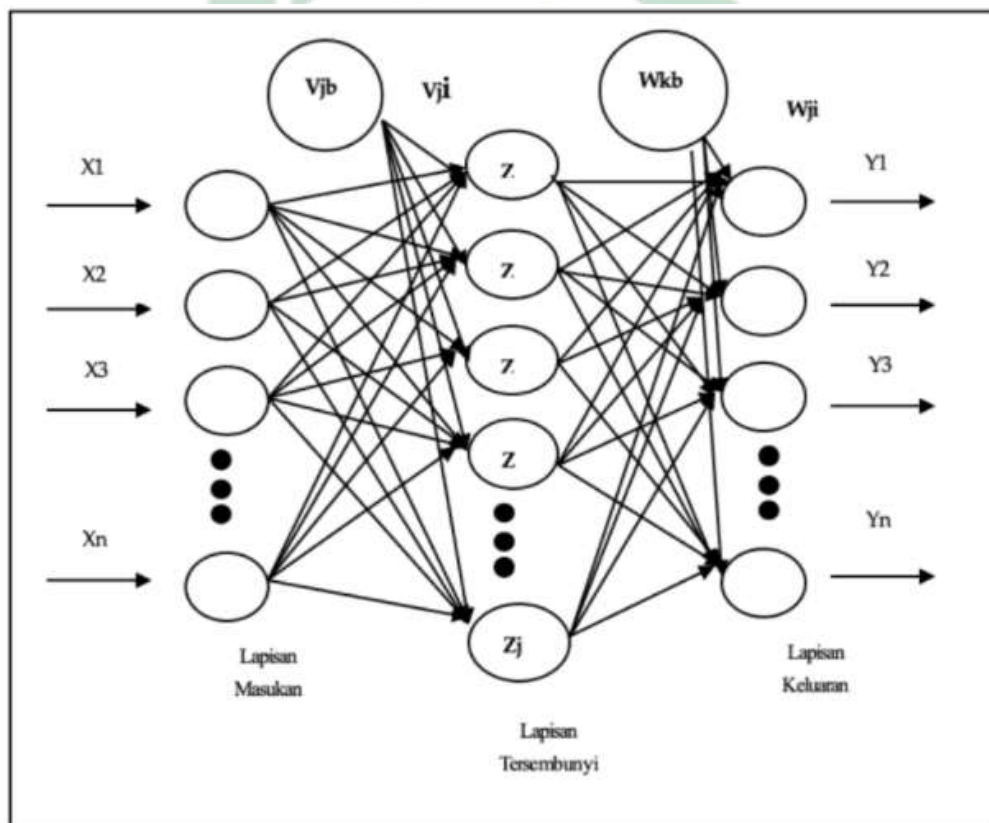 Vjb
Vji
Wkb
Wji
X1
X2
X3
Xn
Z
Z
Z
Z
Zj
Y1
Y2
Y3
Yn
Lapisan
Masukan
Lapisan
Tersembunyi
Lapisan
Keluaran